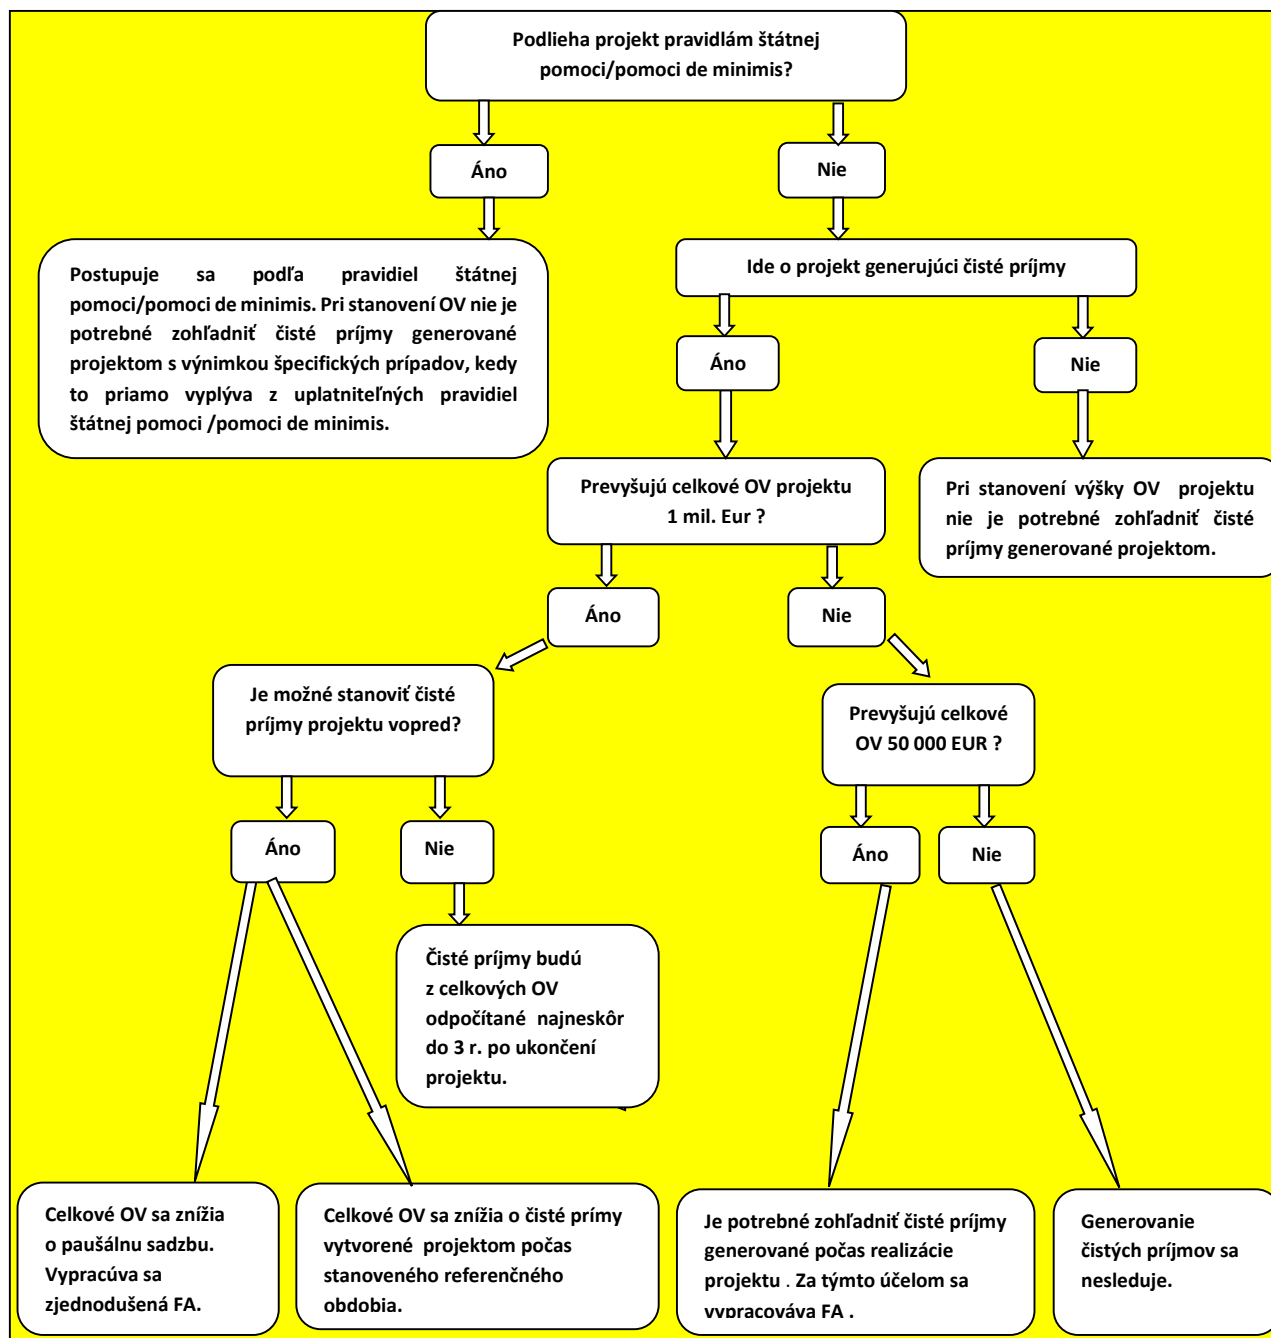 Podlieha projekt pravidlám štátnej
pomoci/pomoci de minimis?
Áno
Nie
Postupuje sa podľa pravidiel štátnej
pomoci/pomoci de minimis. Pri stanovení OV nie je
potrebné zohľadniť čisté príjmy generované
projektom s výnimkou špecifických prípadov, kedy
to priamo vyplýva z uplatniteľných pravidiel
štátnej pomoci /pomoci de minimis.
Ide o projekt generujúci čisté príjmy
Áno
Nie
Prevyšujú celkové OV projektu
1 mil. Eur ?
Pri stanovení výšky OV projektu
nie je potrebné zohľadniť čisté
príjmy generované projektom.
Áno
Nie
Je možné stanoviť čisté
príjmy projektu vopred?
Prevyšujú celkové
OV 50 000 EUR ?
Áno
Nie
Áno
Nie
Čisté príjmy budú
z celkových OV
odpočítané najneskôr
do 3 r. po ukončení
projektu.
Celkové OV sa znížia
o paušálnu sadzbu.
Vypracúva sa
zjednodušená FA.
Celkové OV sa znížia o čisté prímy
vytvorené projektom počas
stanoveného referenčného
obdobia.
Je potrebné zohľadniť čisté príjmy
generované počas realizácie
projektu . Za týmto účelom sa
vypracováva FA .
Generovanie
čistých príjmov sa
nesleduje.